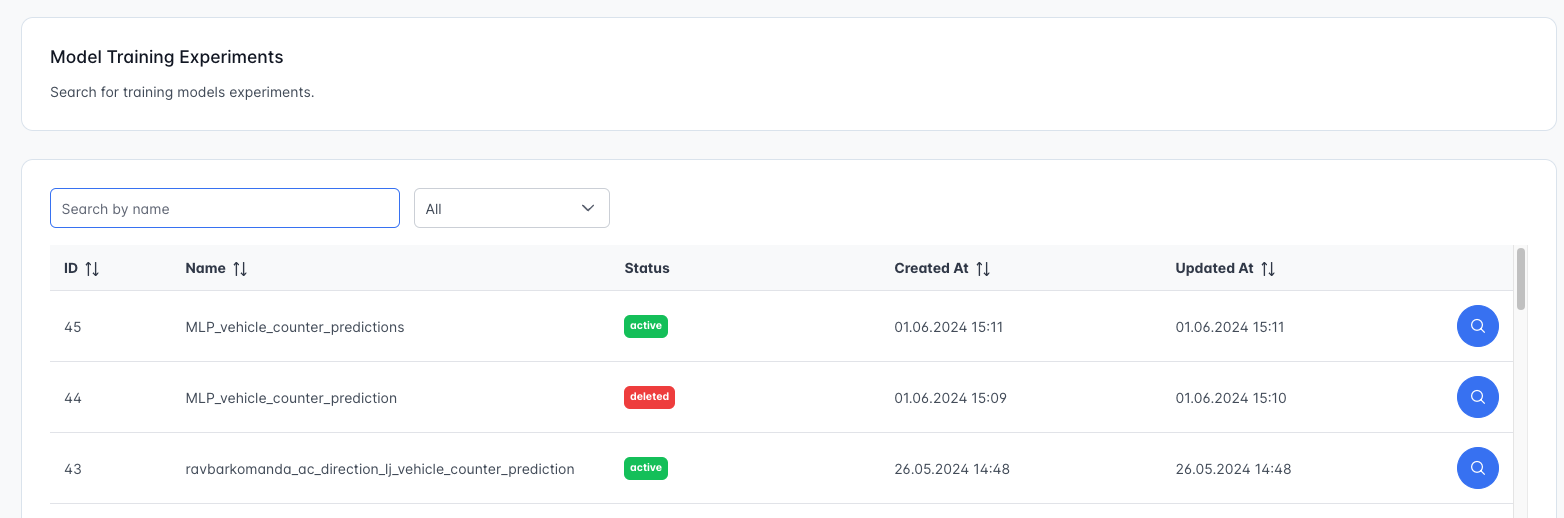 Model Training Experiments
Search for training models experiments.
Search by name All
ID Name Status Created At Updated At
45 MLP_vehicle_counter_predictions active 01.06.2024 15:11 01.06.2024 15:11
44 MLP_vehicle_counter_prediction deleted 01.06.2024 15:09 01.06.2024 15:10
43 ravbarkomanda_ac_direction_lj_vehicle_counter_prediction active 26.05.2024 14:48 26.05.2024 14:48